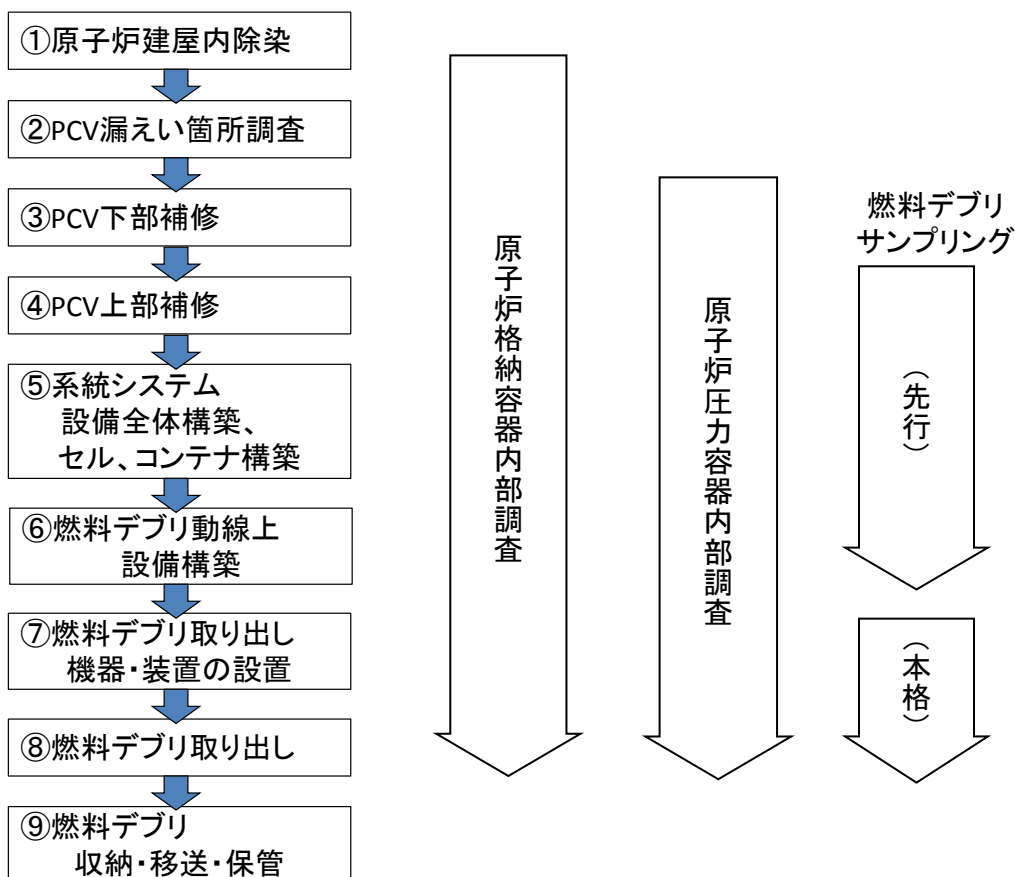 ①原子炉建屋内除染
②PCV漏えい箇所調査
③PCV下部補修
④PCV上部補修
⑤系統システム
設備全体構築、
セル、コンテナ構築
⑥燃料デブリ動線上
設備構築
⑦燃料デブリ取り出し
機器・装置の設置
⑧燃料デブリ取り出し
⑨燃料デブリ
収納・移送・保管
原子炉格納容器内部調査
原子炉圧力容器内部調査
燃料デブリ
サンプリング
（先行）
（本格）